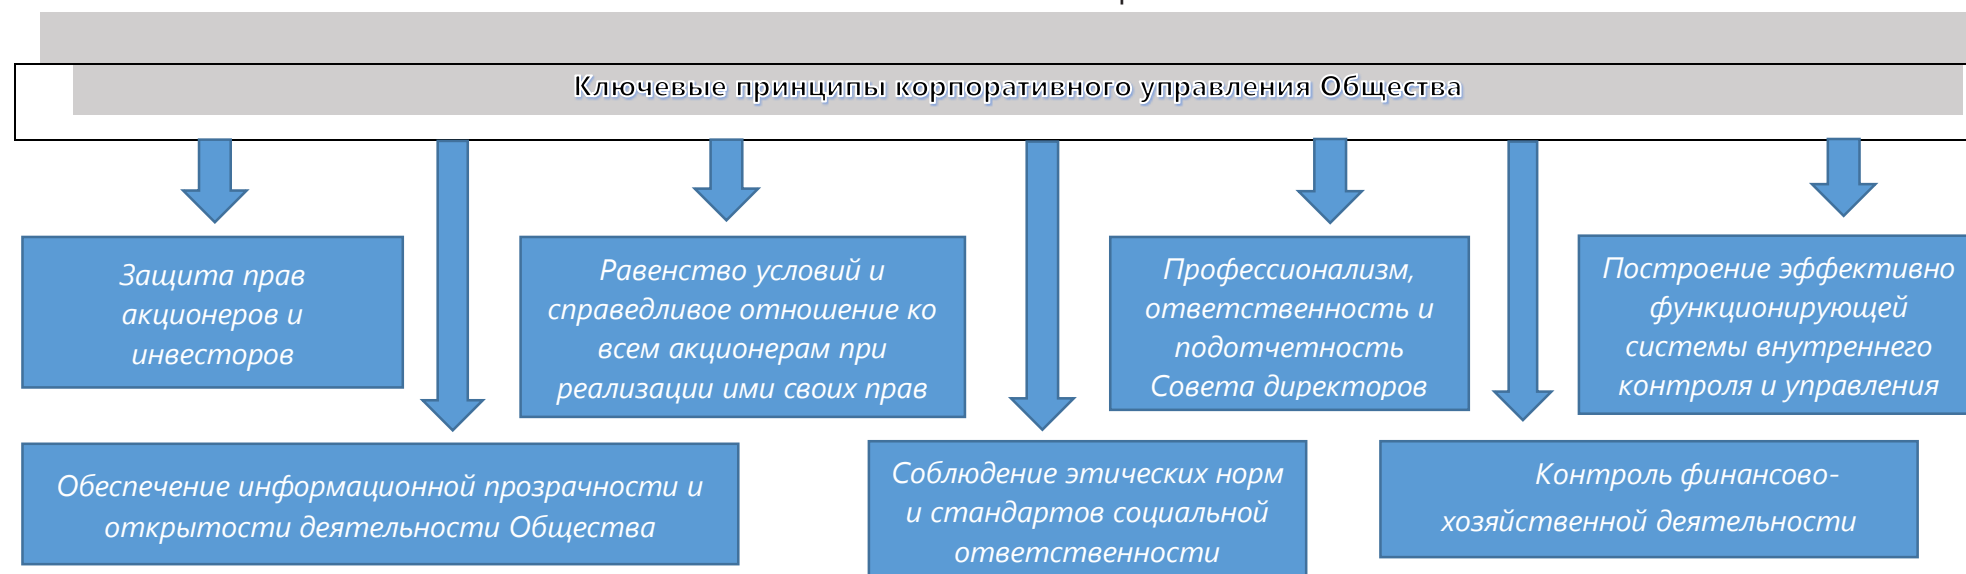 Ключевые принципы корпоративного управления Общества
Защита прав
акционеров и
инвесторов
Равенство условий и
справедливое отношение ко
всем акционерам при
реализации ими своих прав
Профессионализм,
ответственность и
подотчетность
Совета директоров
Построение эффективно
функционирующей
системы внутреннего
контроля и управления
Обеспечение информационной прозрачности и
открытости деятельности Общества
Соблюдение этических норм
и стандартов социальной
ответственности
Контроль финансово-
хозяйственной деятельности